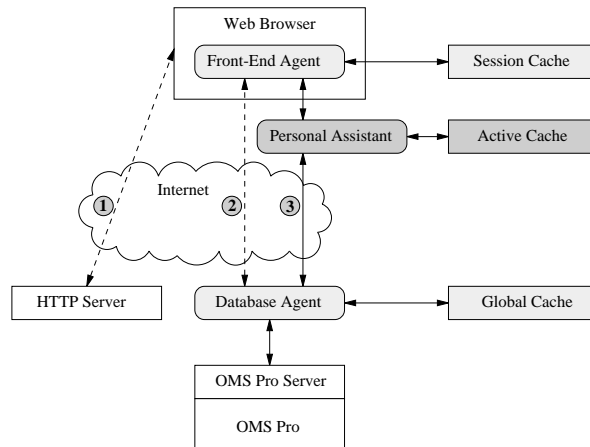 Web Browser
Front-End Agent
Session Cache
Personal Assistant
Active Cache
Internet
1
2
3
HTTP Server
Database Agent
Global Cache
OMS Pro Server
OMS Pro